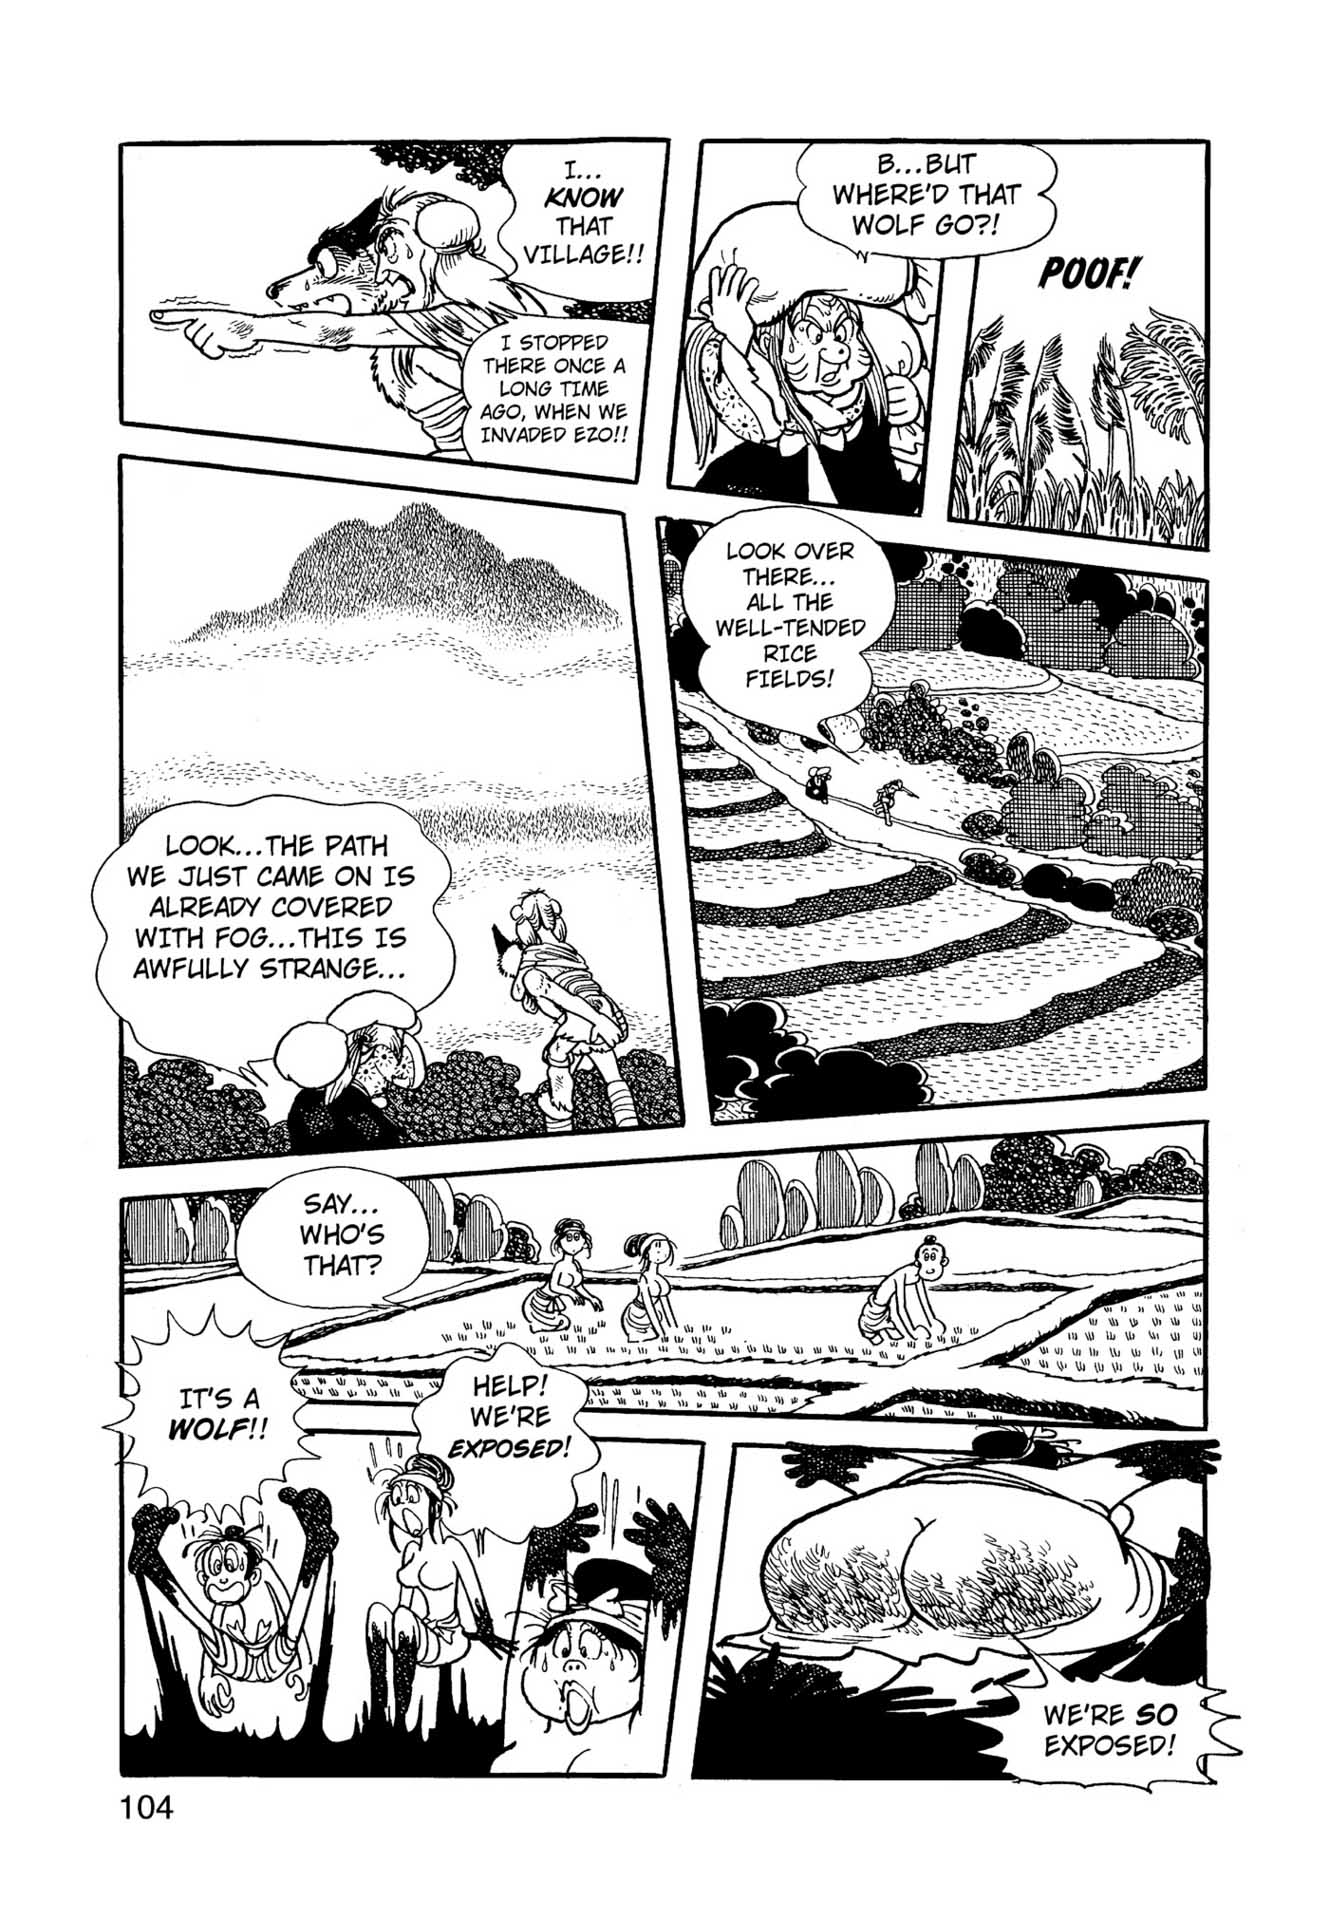 I...
KNOW
THAT
VILLAGE!!
I STOPPED
THERE ONCE A
LONG TIME
AGO, WHEN WE
INVADED EZO!!
B...BUT
WHERE'D THAT
WOLF GO?!
POOF!
LOOK...THE PATH
WE JUST CAME ON IS
ALREADY COVERED
WITH FOG...THIS IS
AWFULLY STRANGE...
LOOK OVER
THERE...
ALL THE
WELL-TENDED
RICE
FIELDS!
SAY...
WHO'S
THAT?
IT'S A
WOLF!!
HELP!
WE'RE
EXPOSED!
WE'RE SO
EXPOSED!
104